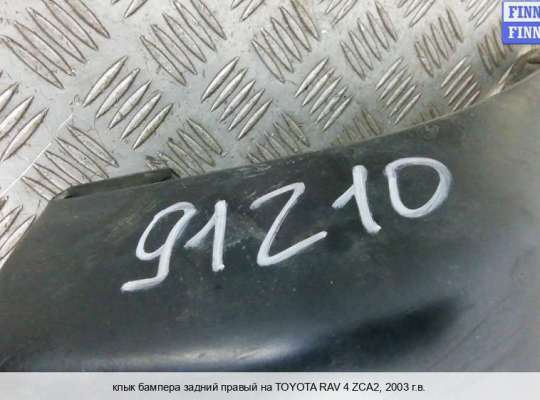 FINN
FINN
91210
клык бампера задний правый на TOYOTA RAV 4 ZCA2, 2003 г.в.